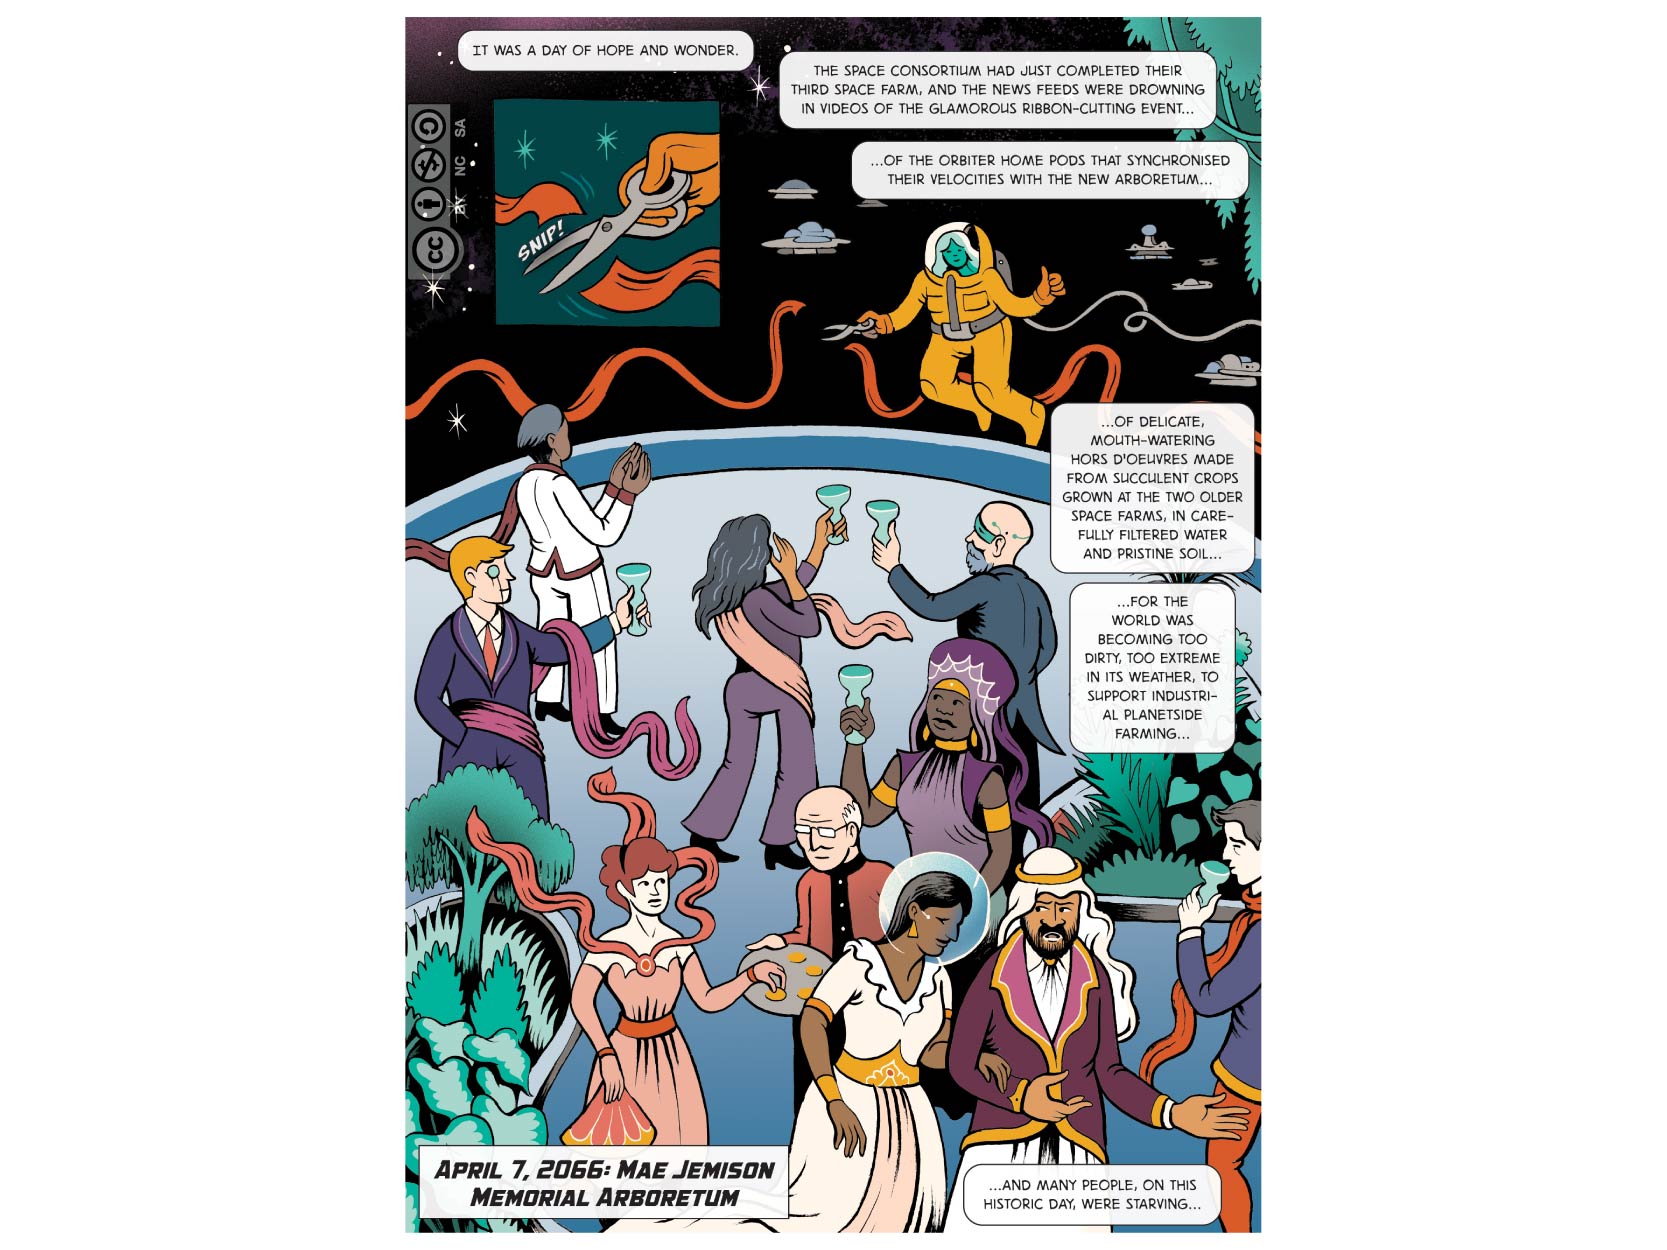 IT WAS A DAY OF HOPE AND WONDER.
THE SPACE CONSORTIUM HAD JUST COMPLETED THEIR
THIRD SPACE FARM, AND THE NEWS FEEDS WERE DROWNING
IN VIDEOS OF THE GLAMOROUS RIBBON-CUTTING EVENT...
SNIP!
...OF THE ORBITER HOME PODS THAT SYNCHRONISED
THEIR VELOCITIES WITH THE NEW ARBORETUM...
...OF DELICATE,
MOUTH-WATERING
HORS D'OEUVRES MADE
FROM SUCCULENT CROPS
GROWN AT THE TWO OLDER
SPACE FARMS, IN CARE-
FULLY FILTERED WATER
AND PRISTINE SOIL...
...FOR THE
WORLD WAS
BECOMING TOO
DIRTY, TOO EXTREME
IN ITS WEATHER, TO
SUPPORT INDUSTRI-
AL PLANETSIDE
FARMING...
APRIL 7, 2066: MAE JEMISON
MEMORIAL ARBORETUM
...AND MANY PEOPLE, ON THIS
HISTORIC DAY, WERE STARVING...
cc BY NC SA